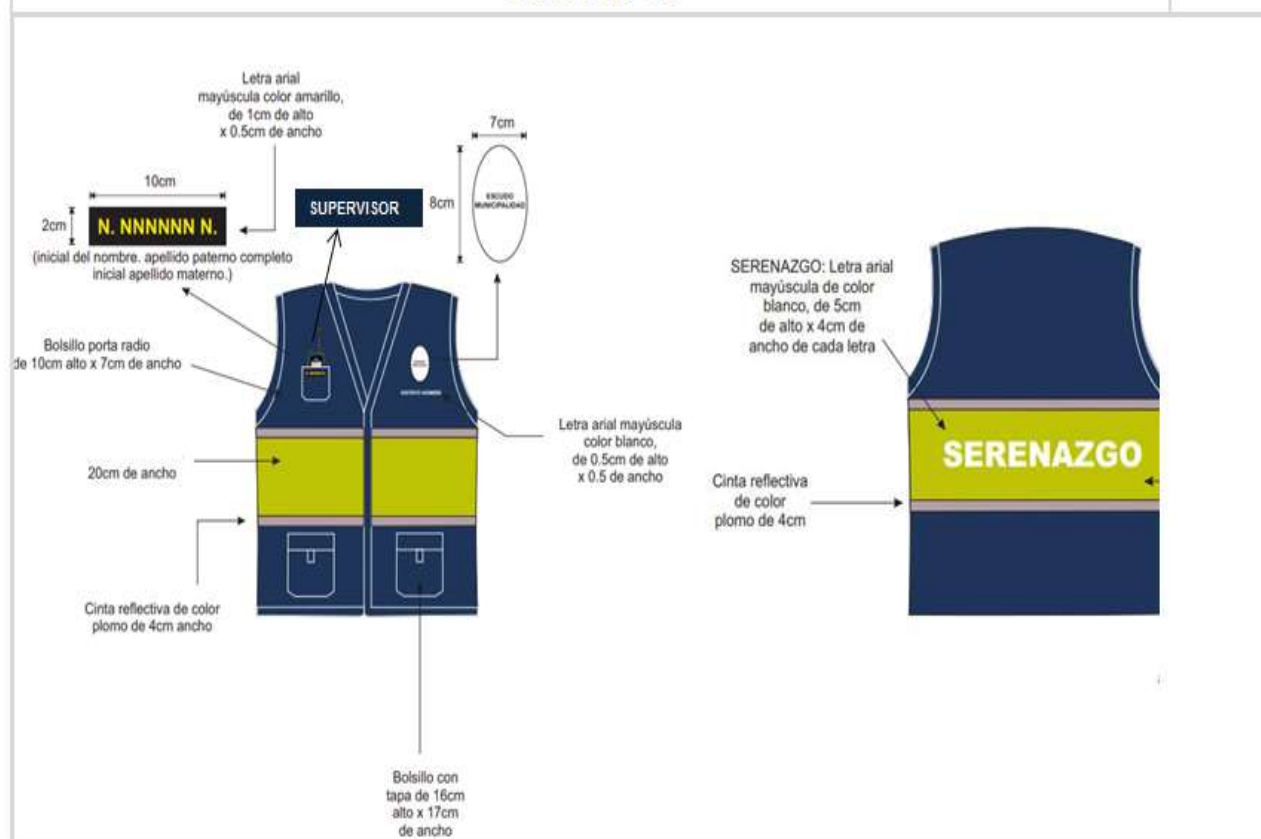 Letra arial
mayúscula color amarillo,
de 1cm de alto
x 0.5cm de ancho
7cm
10cm
2cm
N. NNNNNN N.
SUPERVISOR
8cm
ESCUDO
MUNICIPALIDAD
(inicial del nombre. apellido paterno completo
inicial apellido materno.)
Bolsillo porta radio
de 10cm alto x 7cm de ancho
20cm de ancho
Cinta reflectiva de color
plomo de 4cm ancho
Letra arial mayúscula
color blanco,
de 0.5cm de alto
x 0.5 de ancho
Bolsillo con
tapa de 16cm
alto x 17cm
de ancho
SERENAZGO: Letra arial
mayúscula de color
blanco, de 5cm
de alto x 4cm de
ancho de cada letra
SERENAZGO
Cinta reflectiva
de color
plomo de 4cm